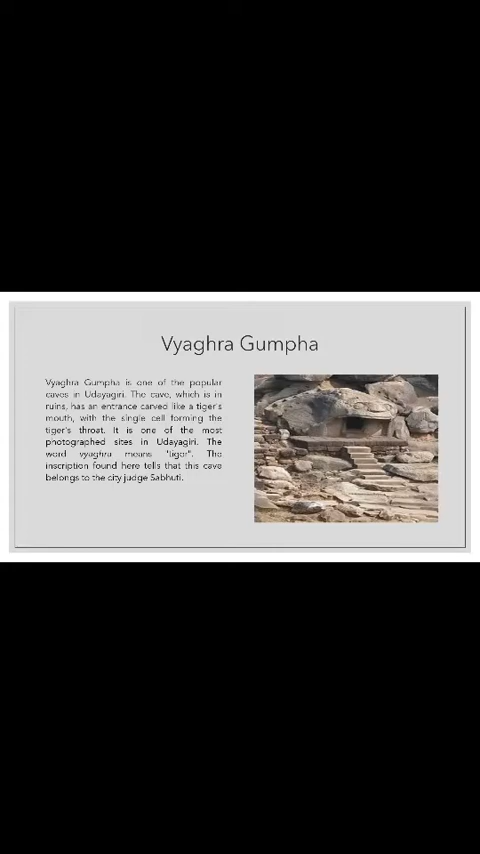 Vyaghra Gumpha
Vyaghra Gumpha is one of the popular
caves in Udayagiri. The cave, which is in
ruins, has an entrance carved like a tiger's
mouth, with the single cell forming the
tiger's throat. It is one of the most
photographed sites in Udayagiri. The
word vyaghra means "tiger". The
inscription found here tells that this cave
belongs to the city judge Sabhuti.